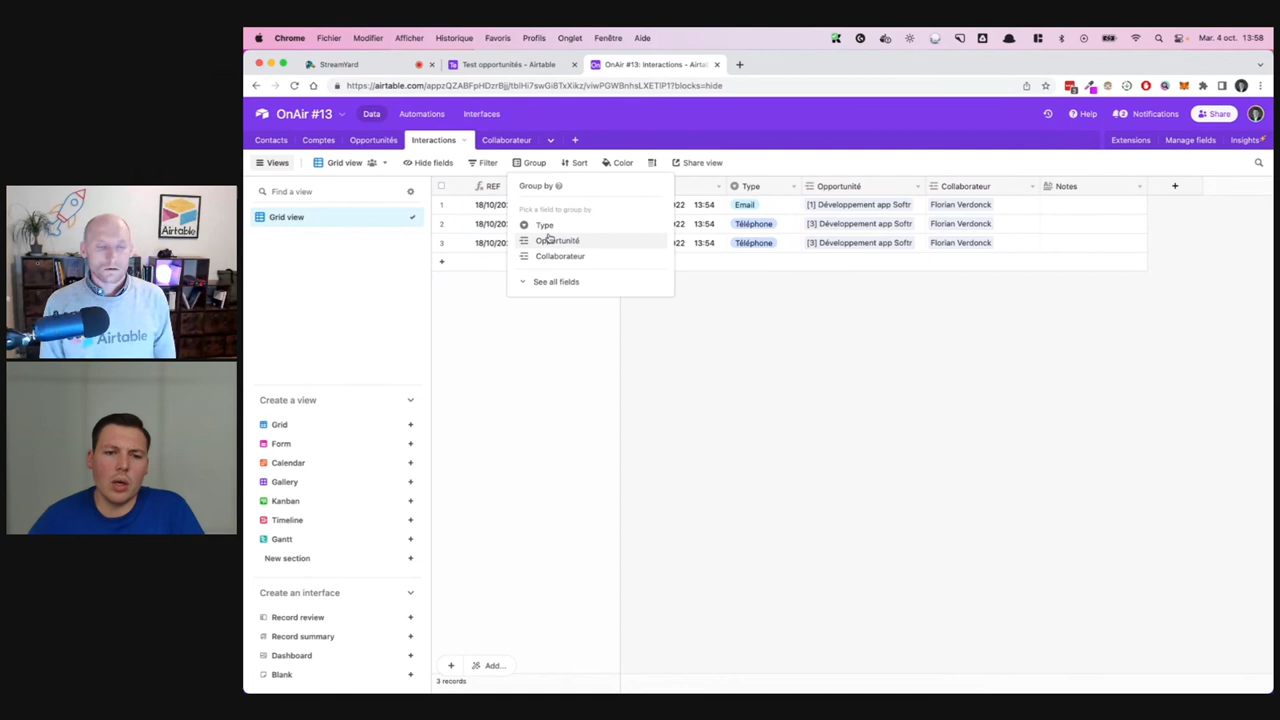 Chrome Fichier Modifier Afficher Historique Favoris Profils Onglet Fenêtre Aide Mar. 4 oct. 13:58
StreamYard Test opportunités - Airtable OnAir #13: Interactions - Airta
https://airtable.com/appzQZABFpHDzrBjj/tblHi7swGi8TxXikz/viwPGWBnhsLXETIP1?blocks=hide
OnAir #13 Data Automations Interfaces Help 2 Notifications Share
Contacts Comptes Opportunités Interactions Collaborateur Extensions Manage fields Insights
Views Grid view Hide fields Filter Group Sort Color Share view
Find a view
Grid view
REF Type Opportunité Collaborateur Notes
1 18/10/20 022 13:54 Email [1] Développement app Softr Florian Verdonck
2 18/10/20 022 13:54 Téléphone [3] Développement app Softr Florian Verdonck
3 18/10/20 13:54 Téléphone [3] Développement app Softr Florian Verdonck
Group by
Pick a field to group by
Type
Opportunité
Collaborateur
See all fields
Airtable
Airtable
Create a view
Grid
Form
Calendar
Gallery
Kanban
Timeline
Gantt
New section
Create an interface
Record review
Record summary
Dashboard
Blank
Add...
3 records